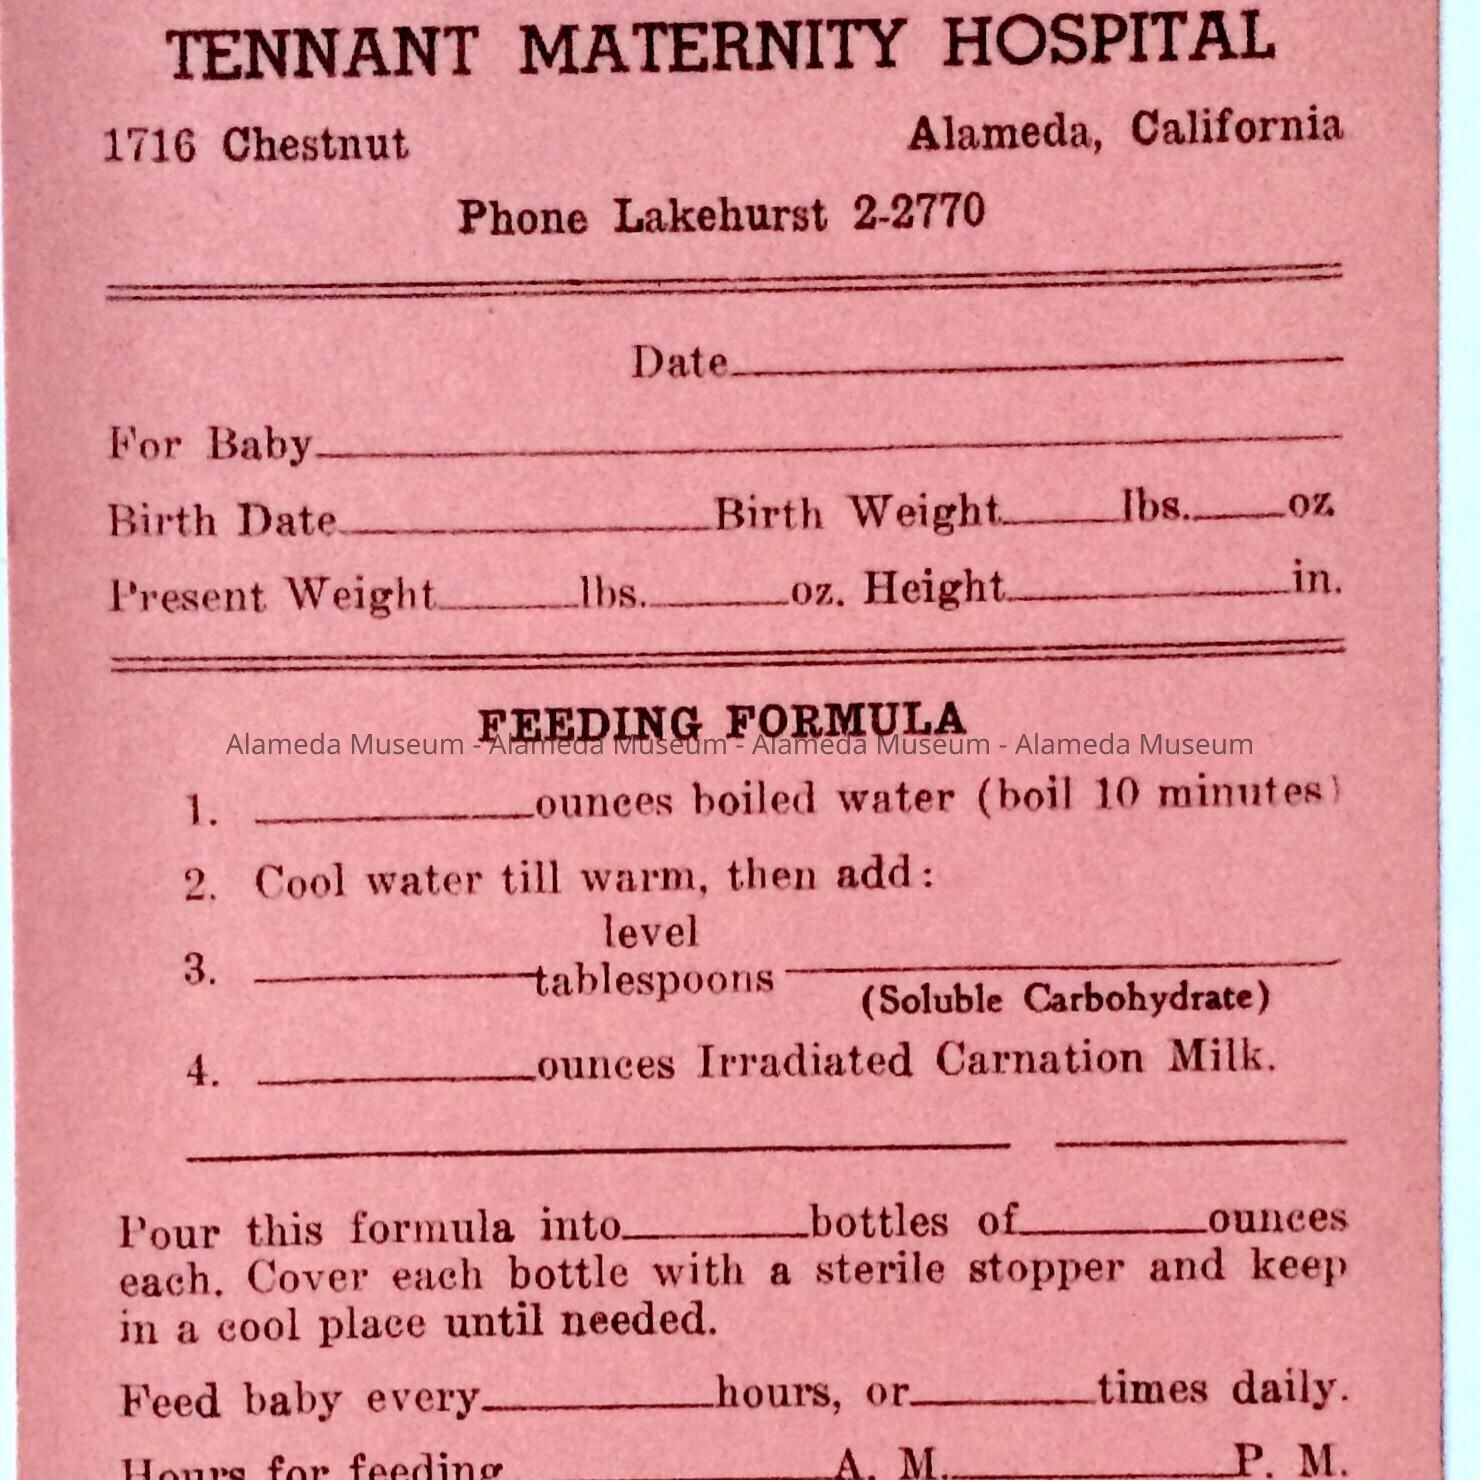 TENNANT MATERNITY HOSPITAL
1716 Chestnut Alameda, California
Phone Lakehurst 2-2770
Date
For Baby
Birth Date Birth Weight lbs. oz
Present Weight lbs. oz. Height in.
FEEDING FORMULA
Alameda Museum - Alameda Museum - Alameda Museum - Alameda Museum
1. ounces boiled water (boil 10 minutes)
2. Cool water till warm, then add:
level
3. tablespoons
(Soluble Carbohydrate)
4. ounces Irradiated Carnation Milk.
Pour this formula into bottles of ounces
each. Cover each bottle with a sterile stopper and keep
in a cool place until needed.
Feed baby every hours, or times daily.
Hours for feeding A. M. P. M.